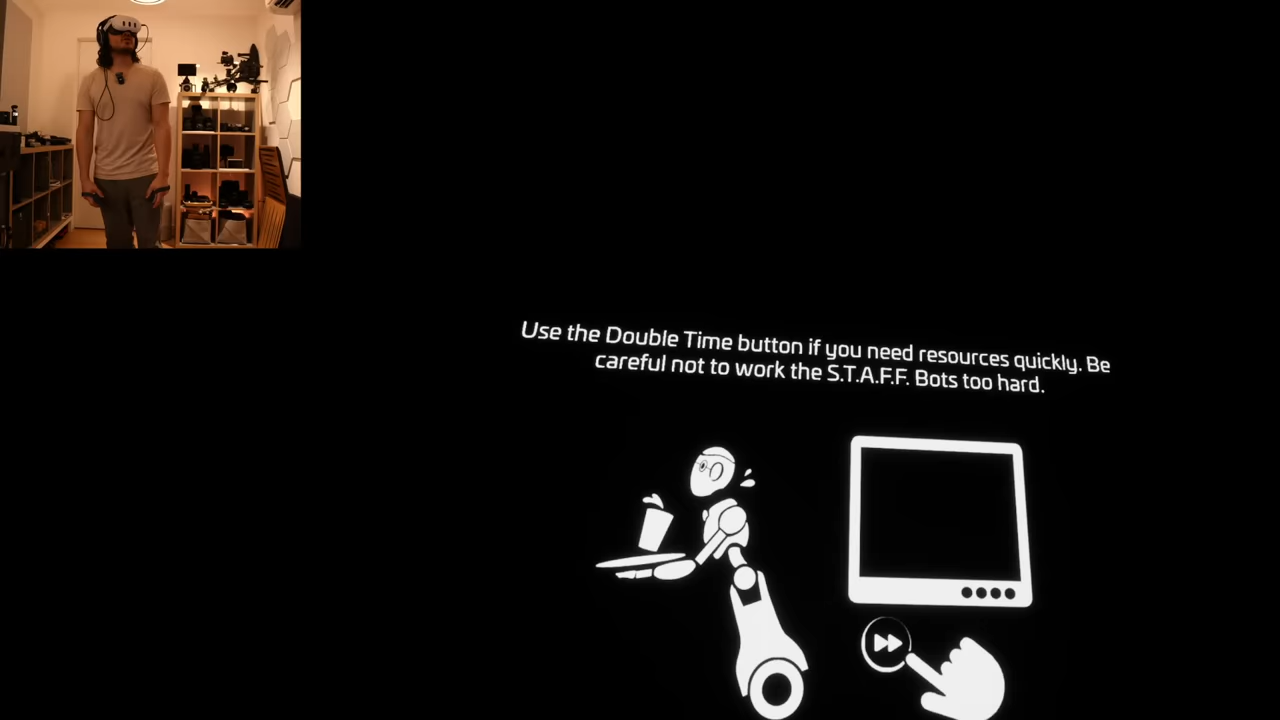 Use the Double Time button if you need resources quickly. Be
careful not to work the S.T.A.F.F. Bots too hard.